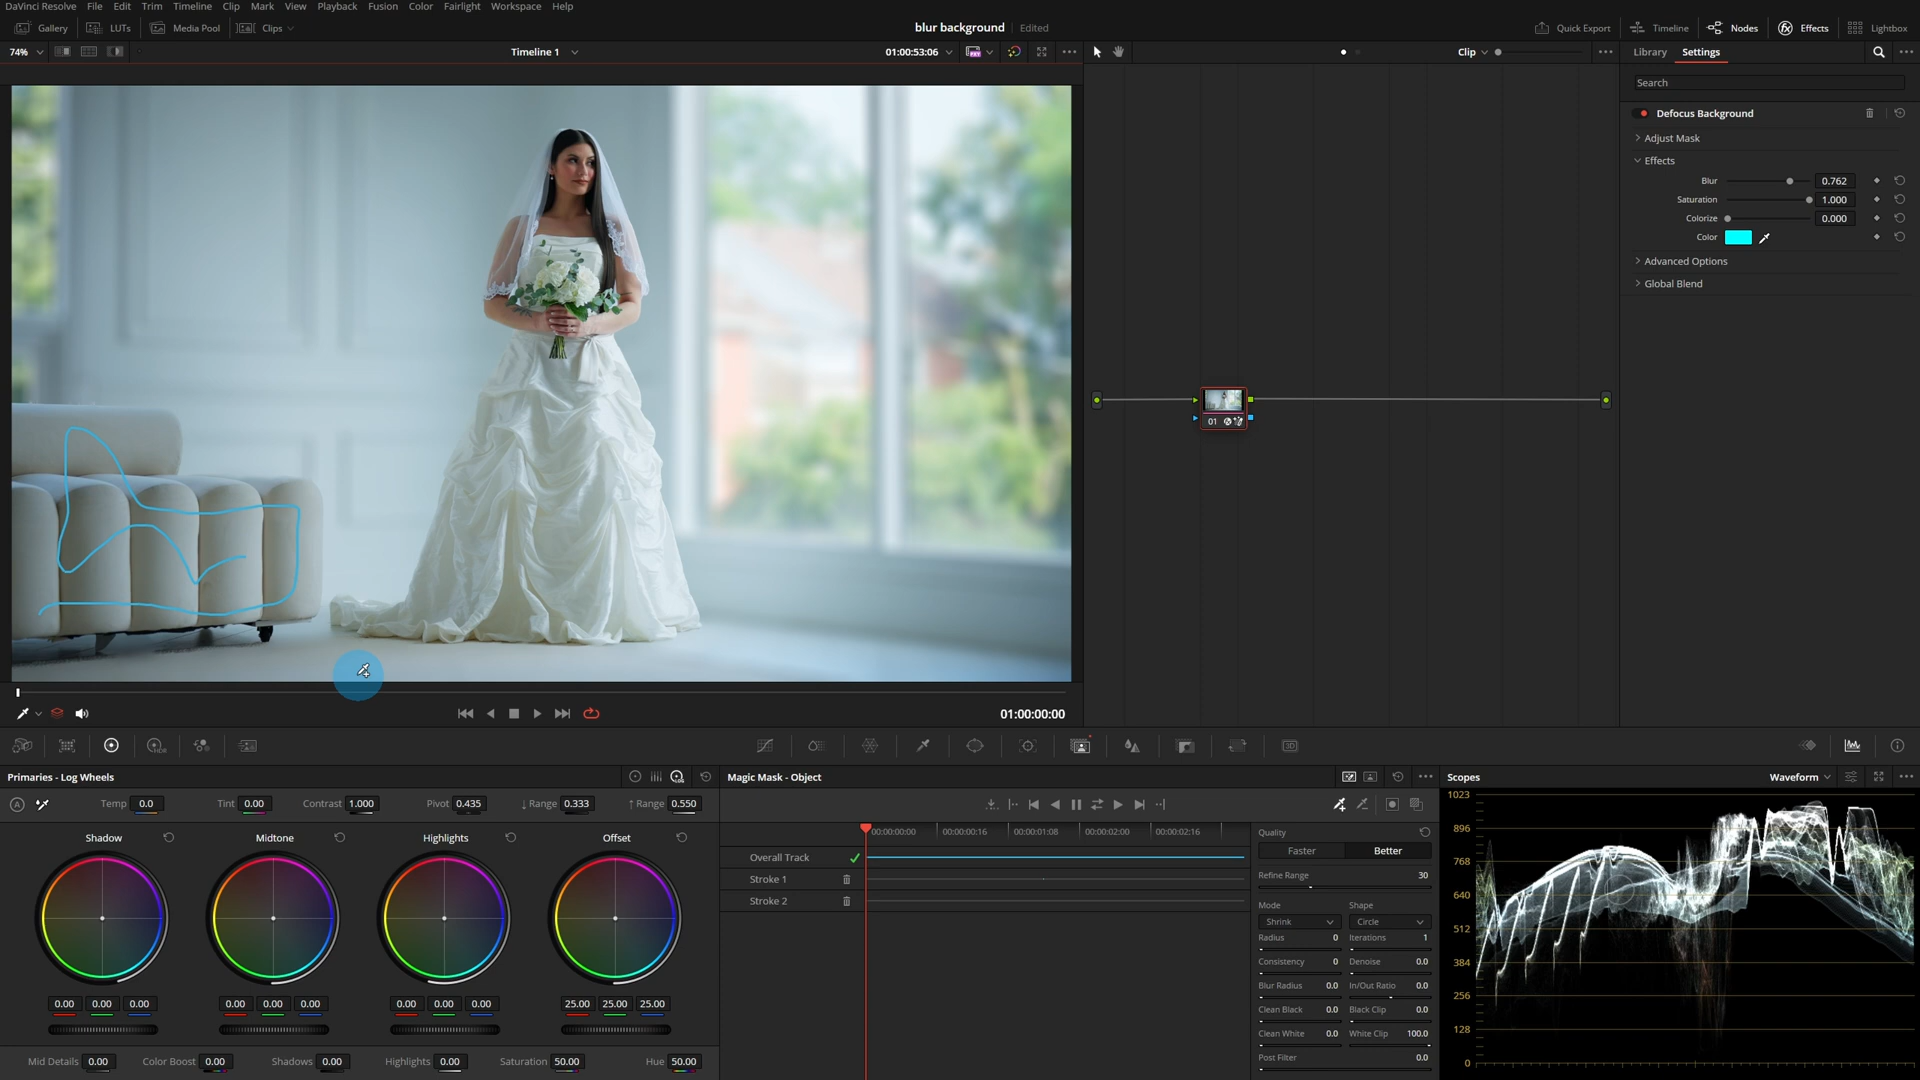 DaVinci Resolve File Edit Trim Timeline Clip Mark View Playback Fusion Color Fairlight Workspace Help
Gallery LUTs Media Pool Clips blur background Edited Quick Export Timeline Nodes Effects Lightbox
74% Timeline 1 01:00:53:06 Clip Library Settings
Search
Defocus Background
Adjust Mask
Effects
Blur 0.762
Saturation 1.000
Colorize 0.000
Color
Advanced Options
Global Blend
01
01:00:00:00
Primaries - Log Wheels
Temp 0.0 Tint 0.00 Contrast 1.000 Pivot 0.435 ↓ Range 0.333 ↑ Range 0.550
Shadow Midtone Highlights Offset
0.00 0.00 0.00 0.00 0.00 0.00 0.00 0.00 0.00 25.00 25.00 25.00
Mid Details 0.00 Color Boost 0.00 Shadows 0.00 Highlights 0.00 Saturation 50.00 Hue 50.00
Magic Mask - Object
00:00:00:00 00:00:00:16 00:00:01:08 00:00:02:00 00:00:02:16
Overall Track
Stroke 1
Stroke 2
Quality
Faster Better
Refine Range 30
Mode Shape
Shrink Circle
Radius 0 Iterations 1
Consistency 0 Denoise 0.0
Blur Radius 0.0 In/Out Ratio 0.0
Clean Black 0.0 Black Clip 0.0
Clean White 0.0 White Clip 100.0
Post Filter 0.0
Scopes Waveform
1023
896
768
640
512
384
256
128
0